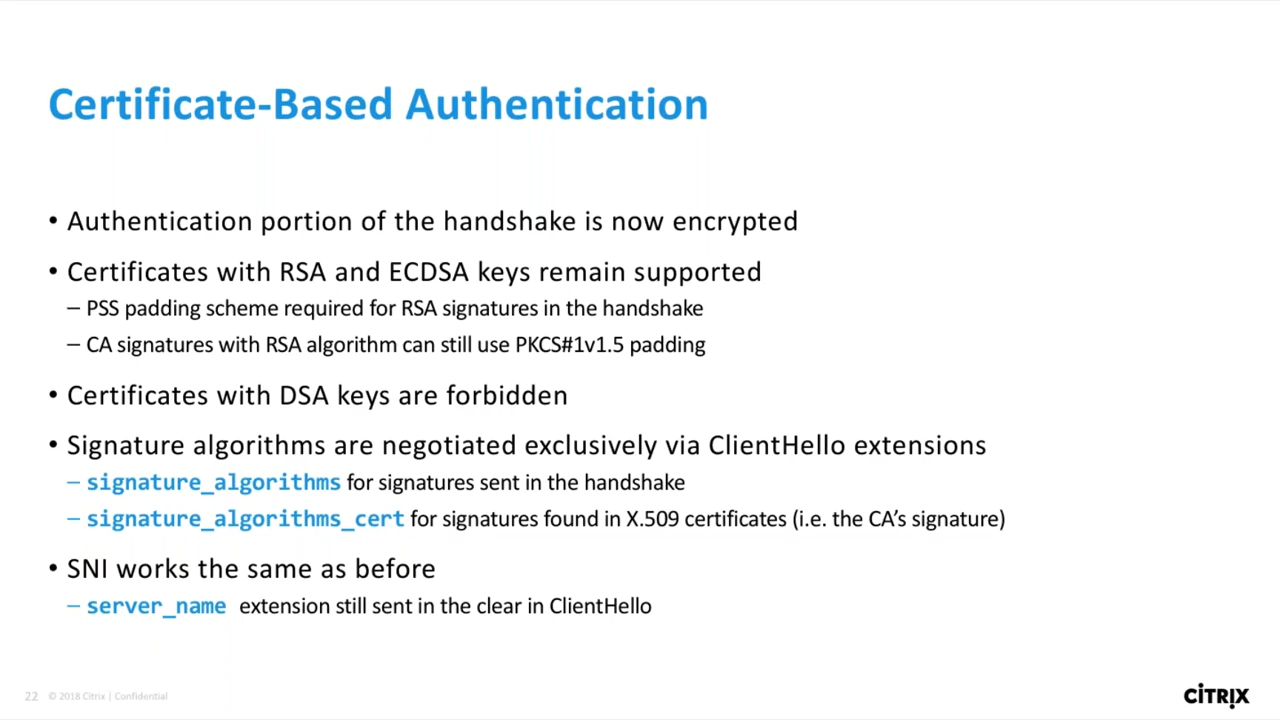 Certificate-Based Authentication
• Authentication portion of the handshake is now encrypted
• Certificates with RSA and ECDSA keys remain supported
– PSS padding scheme required for RSA signatures in the handshake
– CA signatures with RSA algorithm can still use PKCS#1v1.5 padding
• Certificates with DSA keys are forbidden
• Signature algorithms are negotiated exclusively via ClientHello extensions
– signature_algorithms for signatures sent in the handshake
– signature_algorithms_cert for signatures found in X.509 certificates (i.e. the CA’s signature)
• SNI works the same as before
– server_name extension still sent in the clear in ClientHello
22 © 2018 Citrix | Confidential
CITRIX